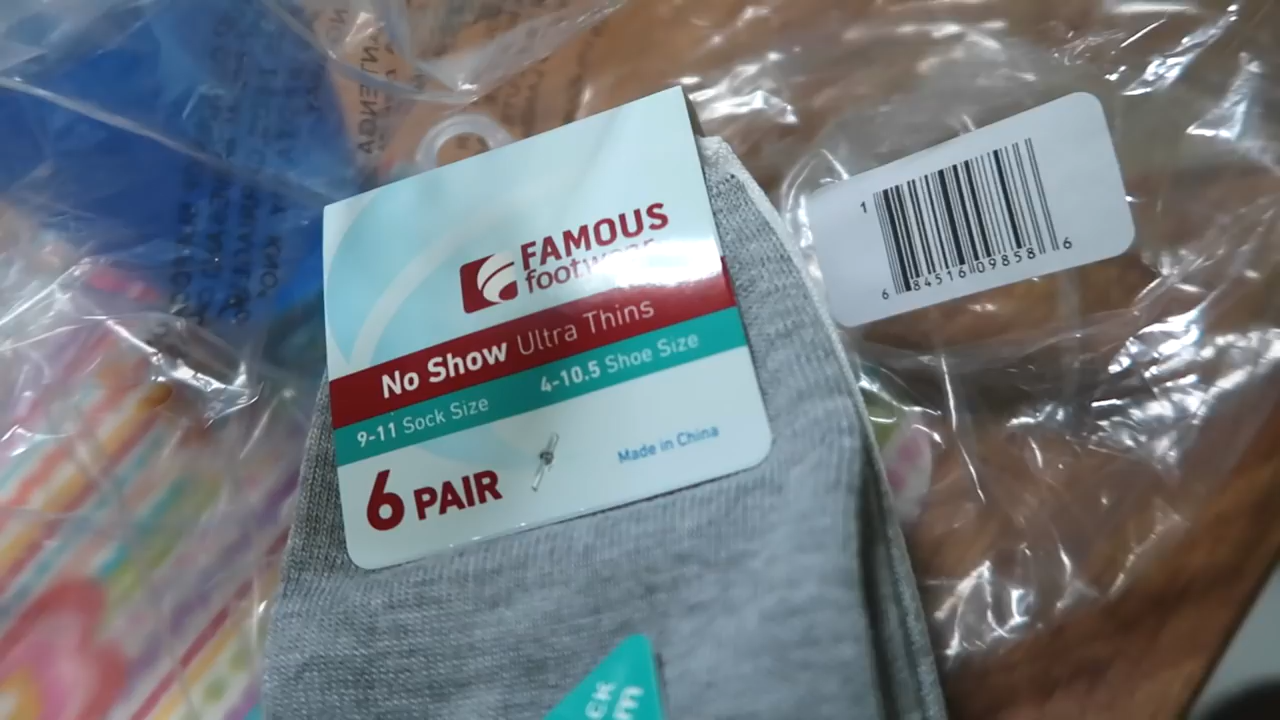 FAMOUS
footwear
No Show Ultra Thins
9-11 Sock Size 4-10.5 Shoe Size
6 PAIR
Made in China
1
6 84516 09858 6